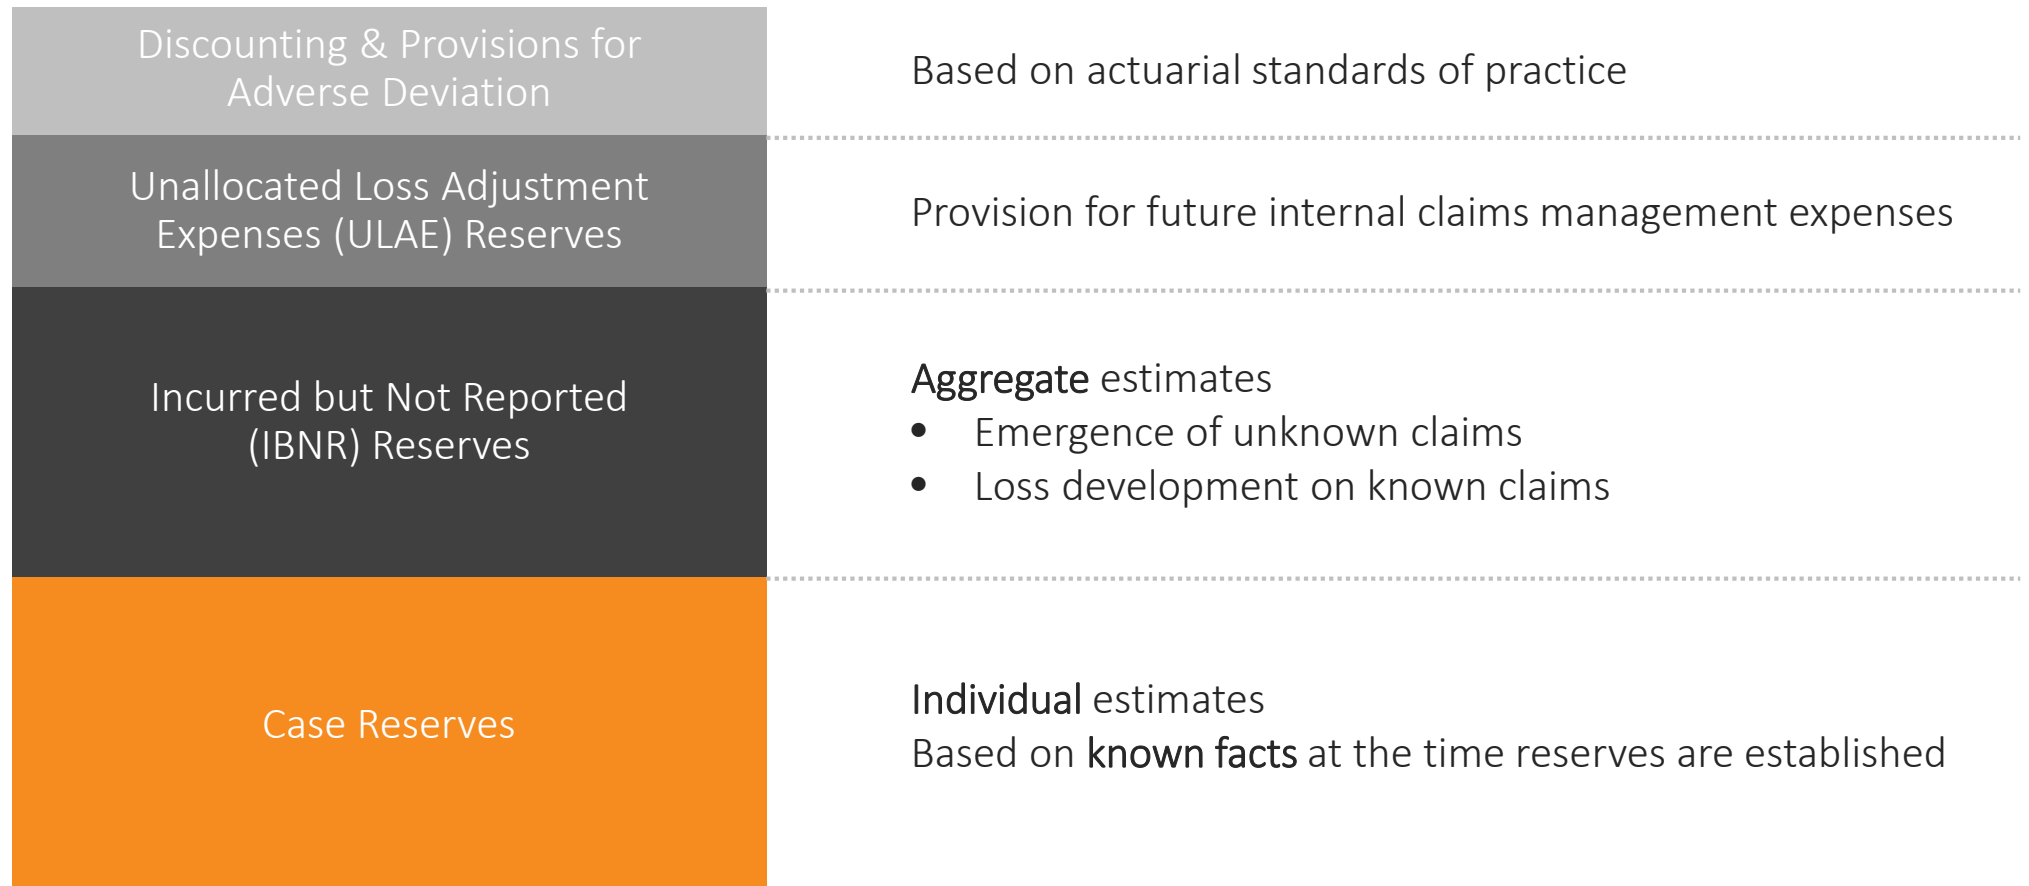 Discounting & Provisions for
Adverse Deviation
Based on actuarial standards of practice
Unallocated Loss Adjustment
Expenses (ULAE) Reserves
Provision for future internal claims management expenses
Incurred but Not Reported
(IBNR) Reserves
Aggregate estimates
• Emergence of unknown claims
• Loss development on known claims
Case Reserves
Individual estimates
Based on known facts at the time reserves are established